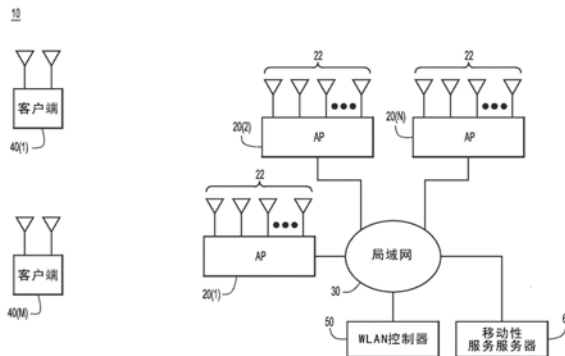 10
22
22
客户端
40(1)
20(2)
AP
20(N)
AP
22
客户端
40(M)
20(1)
AP
局域网
30
50
WLAN控制器
移动性
服务服务器